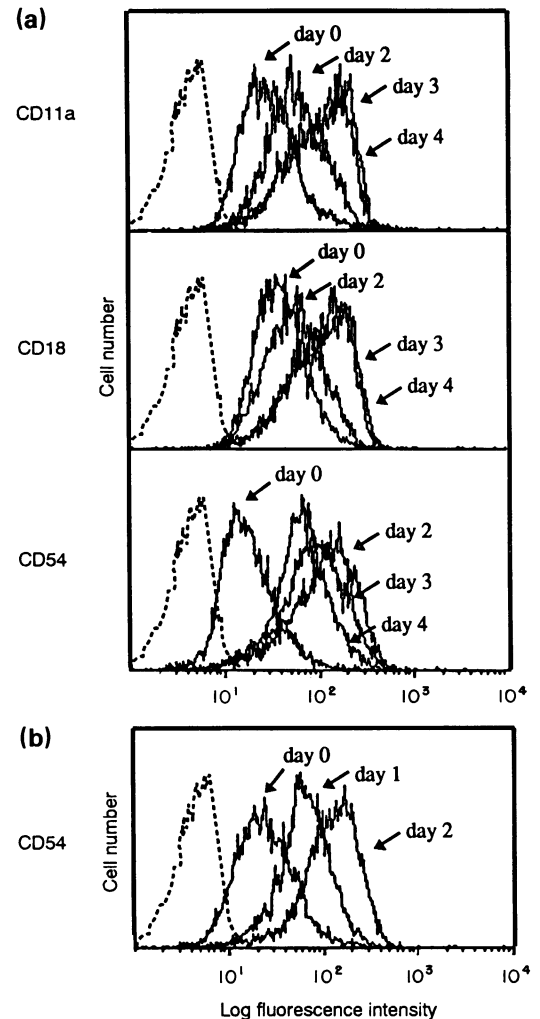 (a)
day 0
day 2
CD11a
day 3
day 4
day 0
day 2
Cell number
CD18
day 3
day 4
day 0
day 2
CD54
day 3
day 4
10¹ 10² 10³ 10⁴
(b)
day 0
day 1
CD54
Cell number
day 2
10¹ 10² 10³ 10⁴
Log fluorescence intensity